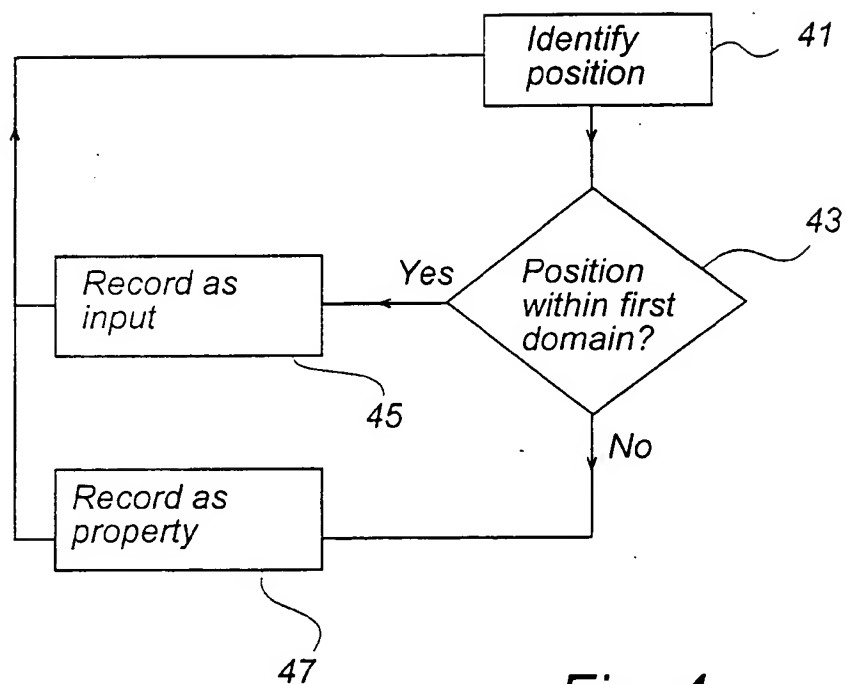 Identify
position
41
43
Position
within first
domain?
Yes
Record as
input
45
No
Record as
property
47